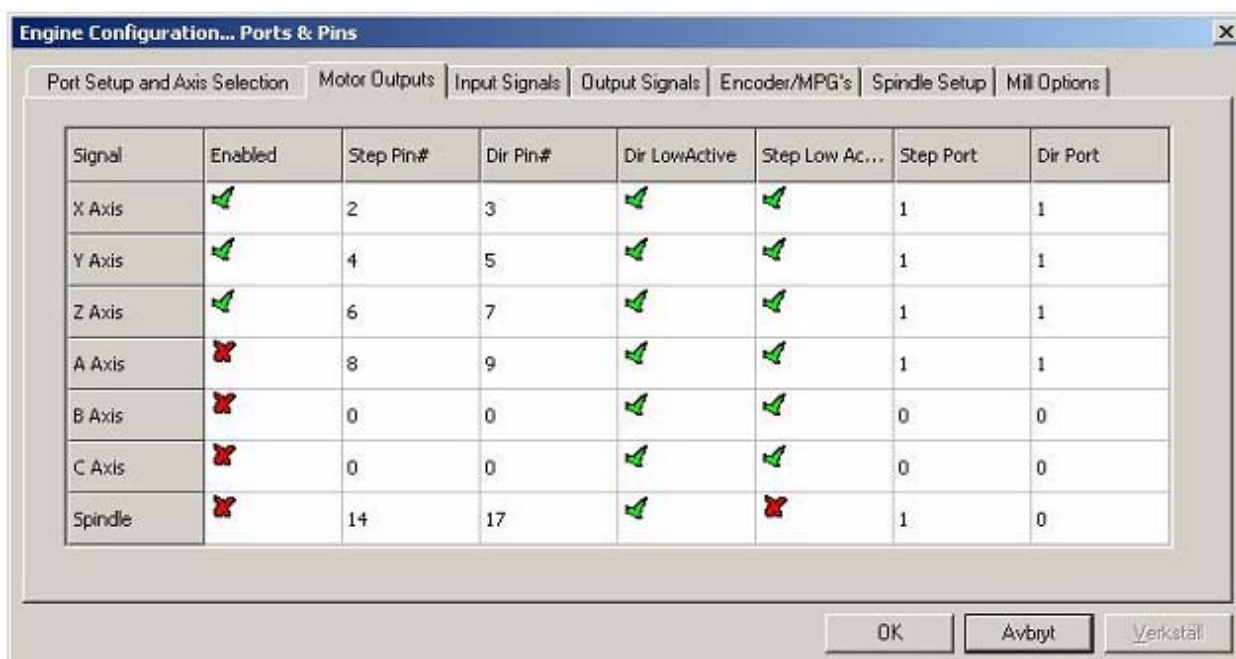 Engine Configuration... Ports & Pins
Port Setup and Axis Selection Motor Outputs Input Signals Output Signals Encoder/MPG's Spindle Setup Mill Options
Signal Enabled Step Pin# Dir Pin# Dir LowActive Step Low Ac... Step Port Dir Port
X Axis 2 3 1 1
Y Axis 4 5 1 1
Z Axis 6 7 1 1
A Axis 8 9 1 1
B Axis 0 0 0 0
C Axis 0 0 0 0
Spindle 14 17 1 0
OK Avbryt Verkställ